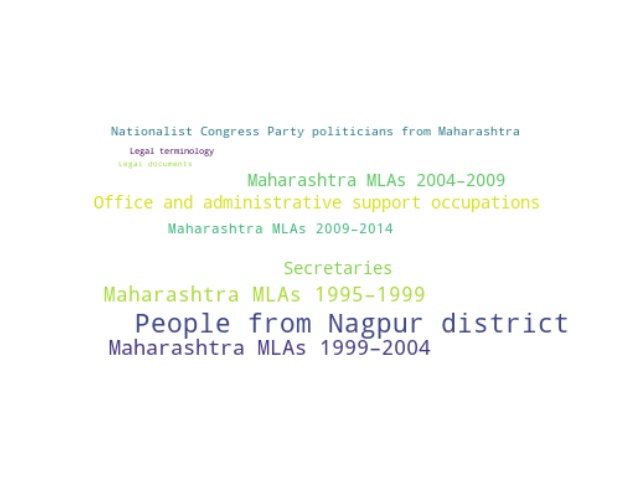 Nationalist Congress Party politicians from Maharashtra
Legal terminology
Legal documents
Maharashtra MLAs 2004–2009
Office and administrative support occupations
Maharashtra MLAs 2009–2014
Secretaries
Maharashtra MLAs 1995–1999
People from Nagpur district
Maharashtra MLAs 1999–2004